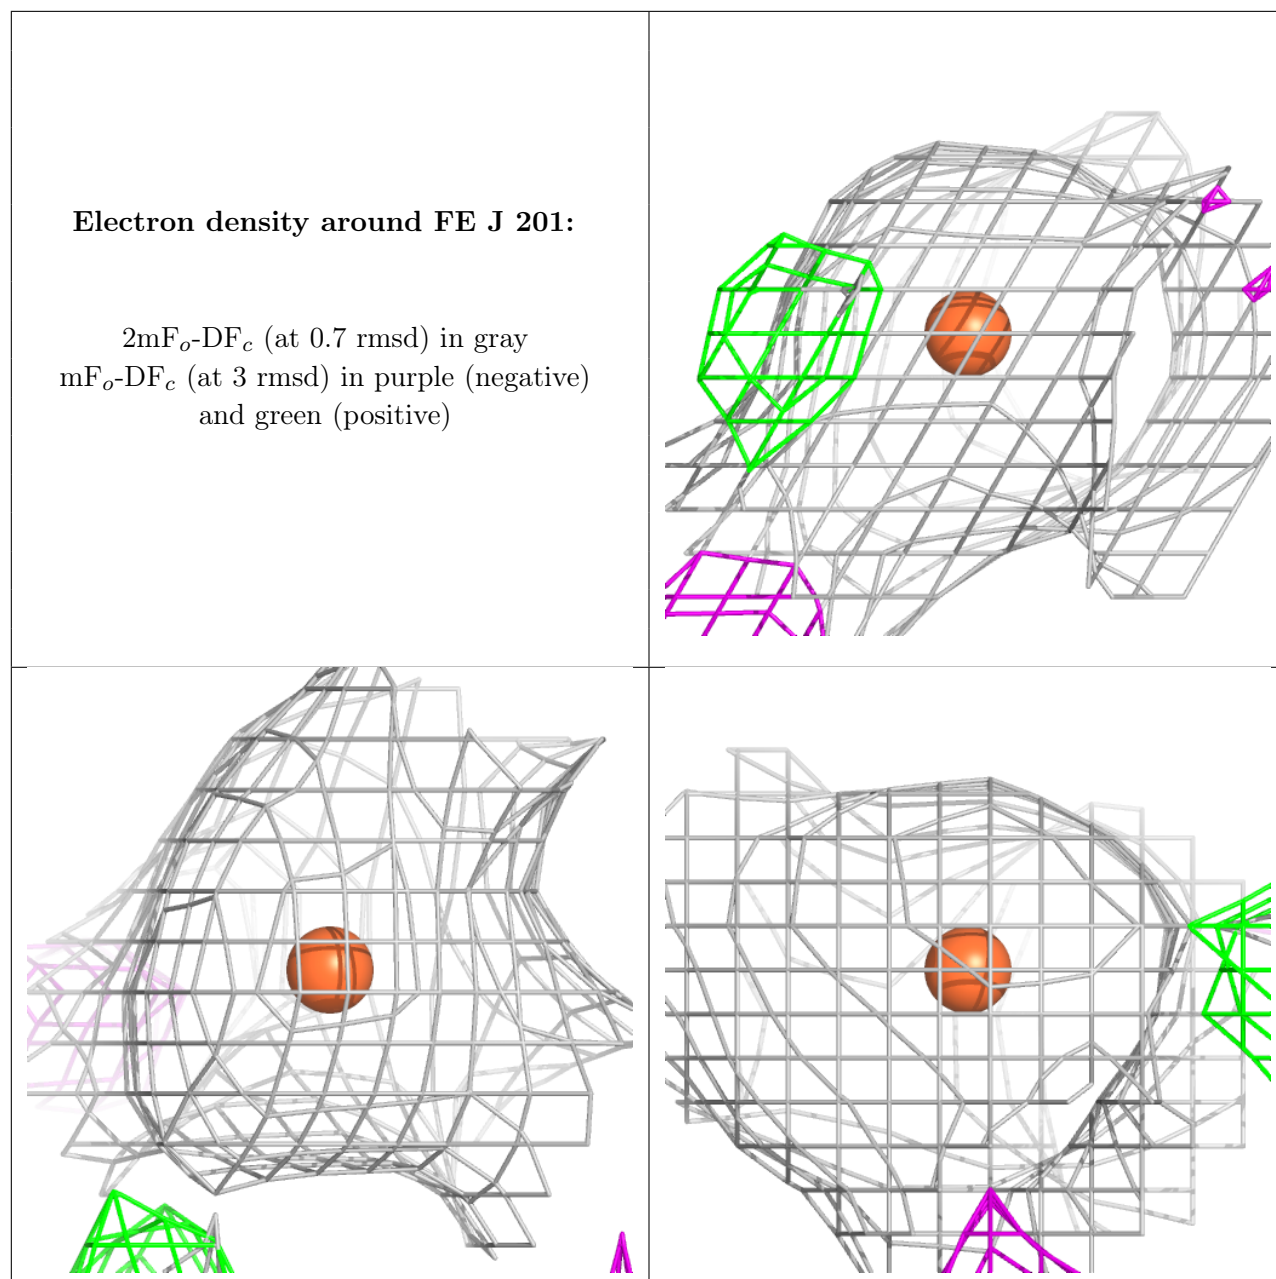 Electron density around FE J 201:
2mFo-DFc (at 0.7 rmsd) in gray
mFo-DFc (at 3 rmsd) in purple (negative)
and green (positive)